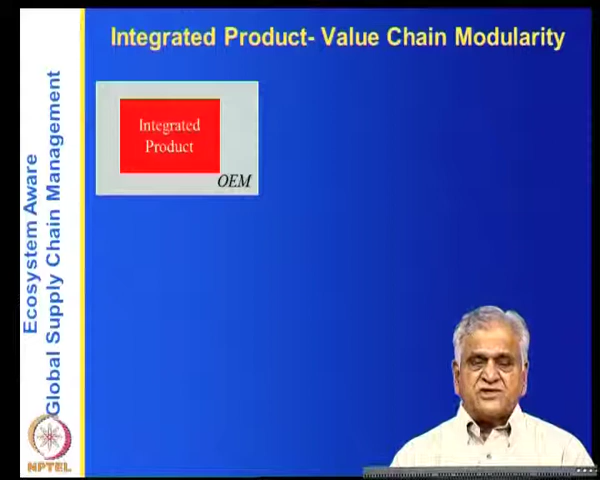 Integrated Product- Value Chain Modularity
Integrated
Product
OEM
Ecosystem Aware
Global Supply Chain Management
NPTEL